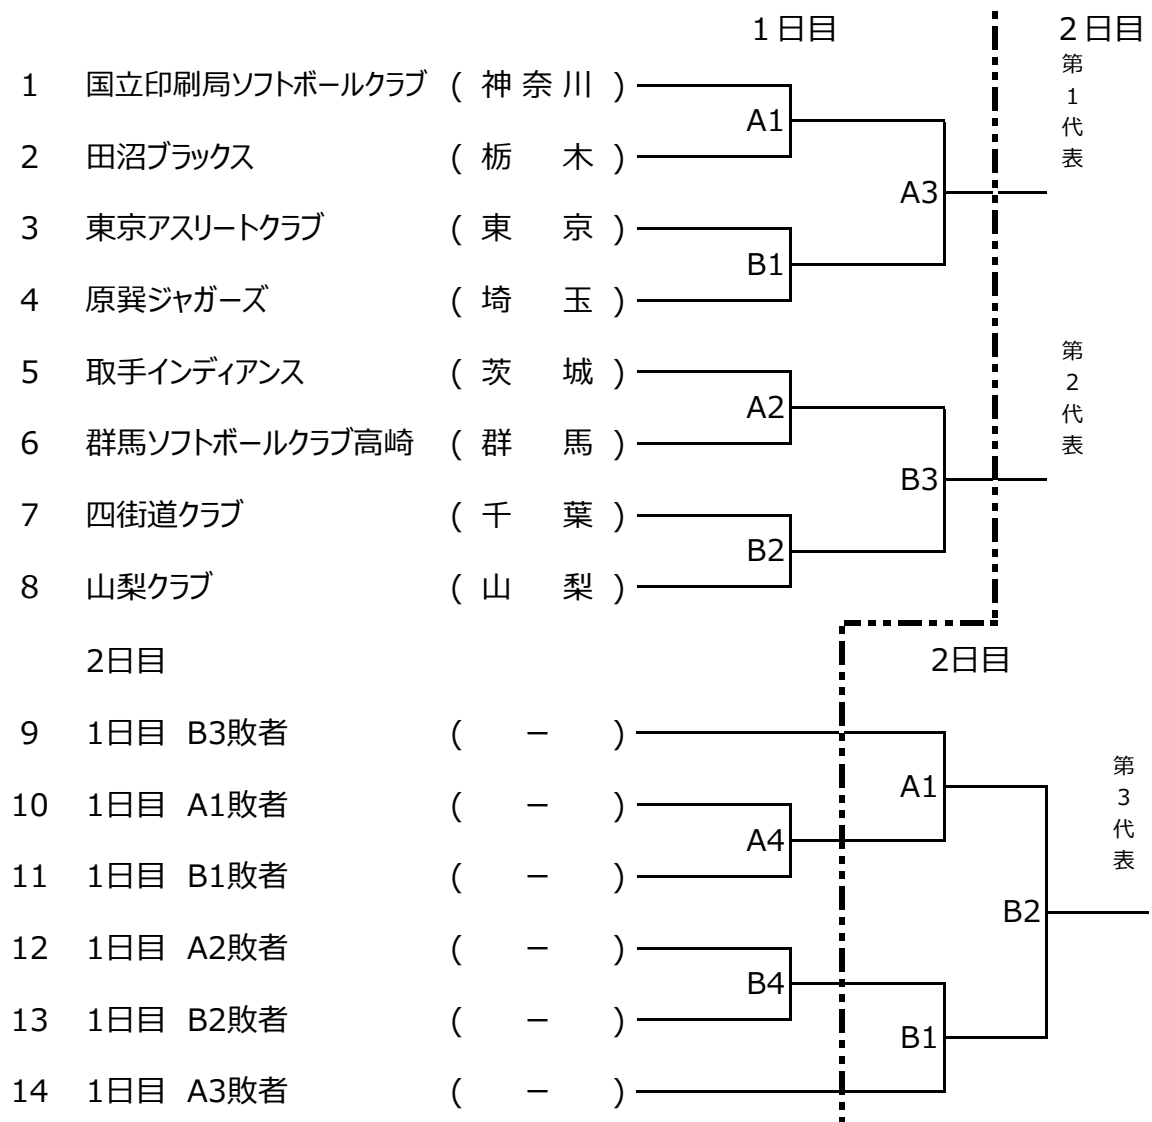 1日目 2日目
第1代表
1 国立印刷局ソフトボールクラブ ( 神奈川 )
A1
2 田沼ブラックス ( 栃木 )
A3
3 東京アスリートクラブ ( 東京 )
B1
4 原巽ジャガーズ ( 埼玉 )
第2代表
5 取手インディアンス ( 茨城 )
A2
6 群馬ソフトボールクラブ高崎 ( 群馬 )
B3
7 四街道クラブ ( 千葉 )
B2
8 山梨クラブ ( 山梨 )
2日目 2日目
9 1日目 B3敗者 ( － )
A1
第3代表
10 1日目 A1敗者 ( － )
A4
11 1日目 B1敗者 ( － )
B2
12 1日目 A2敗者 ( － )
B4
13 1日目 B2敗者 ( － )
B1
14 1日目 A3敗者 ( － )